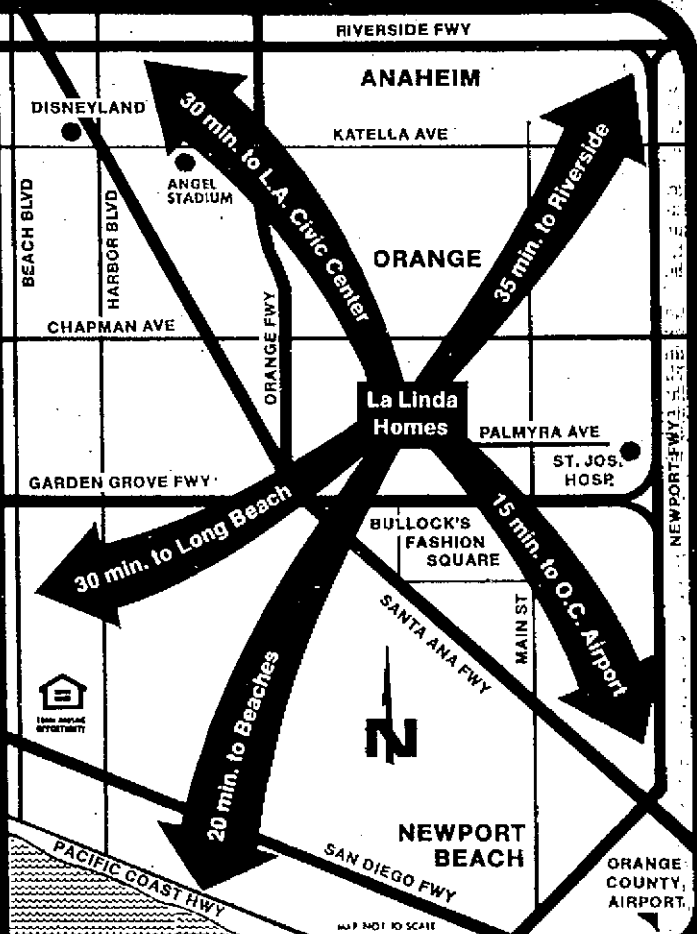 RIVERSIDE FWY
ANAHEIM
DISNEYLAND
KATELLA AVE
ANGEL
STADIUM
30 min. to L.A. Civic Center
35 min. to Riverside
BEACH BLVD
HARBOR BLVD
ORANGE
CHAPMAN AVE
ORANGE FWY
La Linda
Homes
PALMYRA AVE
ST. JOS.
HOSP.
NEWPORT FWY
GARDEN GROVE FWY
30 min. to Long Beach
BULLOCK'S
FASHION
SQUARE
15 min. to O.C. Airport
SANTA ANA FWY
MAIN ST
EQUAL HOUSING
OPPORTUNITY
20 min. to Beaches
N
NEWPORT
BEACH
PACIFIC COAST HWY
SAN DIEGO FWY
ORANGE
COUNTY
AIRPORT
MAP NOT TO SCALE